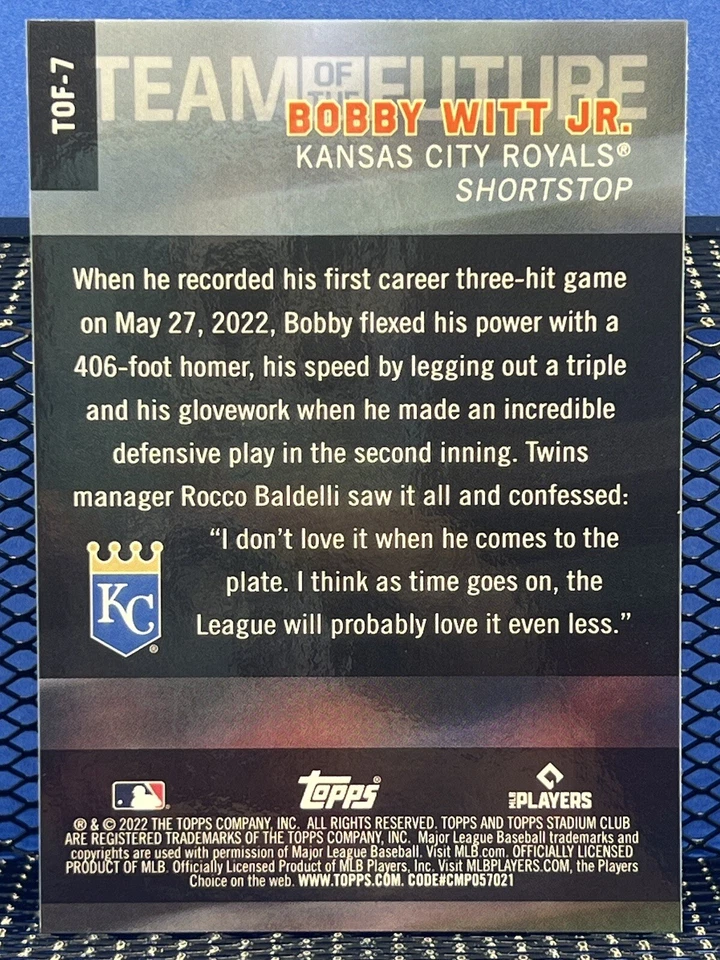 TOF-7
TEAM OF THE FUTURE
BOBBY WITT JR.
KANSAS CITY ROYALS®
SHORTSTOP
When he recorded his first career three-hit game
on May 27, 2022, Bobby flexed his power with a
406-foot homer, his speed by legging out a triple
and his glovework when he made an incredible
defensive play in the second inning. Twins
manager Rocco Baldelli saw it all and confessed:
“I don’t love it when he comes to the
plate. I think as time goes on, the
League will probably love it even less.”
KC
®
topps®
MLB PLAYERS
® & © 2022 THE TOPPS COMPANY, INC. ALL RIGHTS RESERVED. TOPPS AND TOPPS STADIUM CLUB
ARE REGISTERED TRADEMARKS OF THE TOPPS COMPANY, INC. Major League Baseball trademarks and
copyrights are used with permission of Major League Baseball. Visit MLB.com. OFFICIALLY LICENSED
PRODUCT OF MLB. Officially Licensed Product of MLB Players, Inc. Visit MLBPLAYERS.COM, the Players
Choice on the web. WWW.TOPPS.COM. CODE#CMP057021